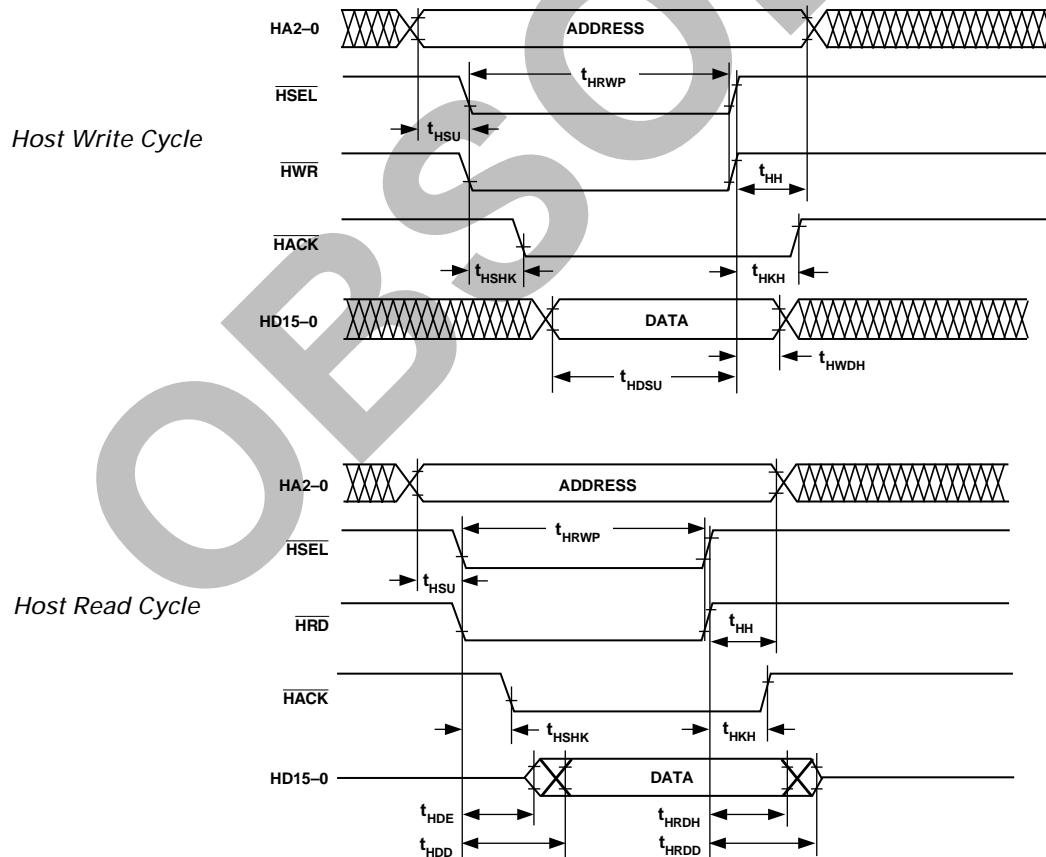 HA2–0
ADDRESS
tHRWP
HSEL
tHSU
Host Write Cycle
HWR
tHH
HACK
tHSHK
tHKH
HD15–0
DATA
tHWDH
tHDSU
HA2–0
ADDRESS
tHRWP
HSEL
tHSU
Host Read Cycle
HRD
tHH
HACK
tHSHK
tHKH
HD15–0
DATA
tHDE
tHRDH
tHDD
tHRDD
OBSO